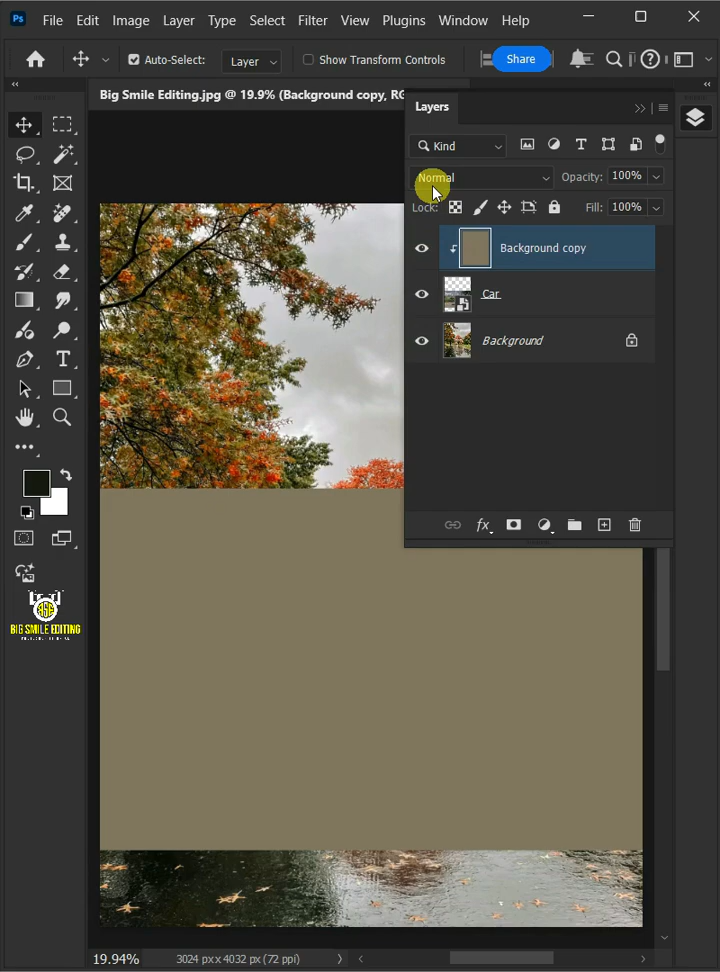 Ps File Edit Image Layer Type Select Filter View Plugins Window Help
Auto-Select: Layer Show Transform Controls Share
Big Smile Editing.jpg @ 19.9% (Background copy, RG
Layers
Kind
Normal Opacity: 100%
Lock: Fill: 100%
Background copy
Car
Background
fx
BSE
BIG SMILE EDITING
19.94% 3024 px x 4032 px (72 ppi)